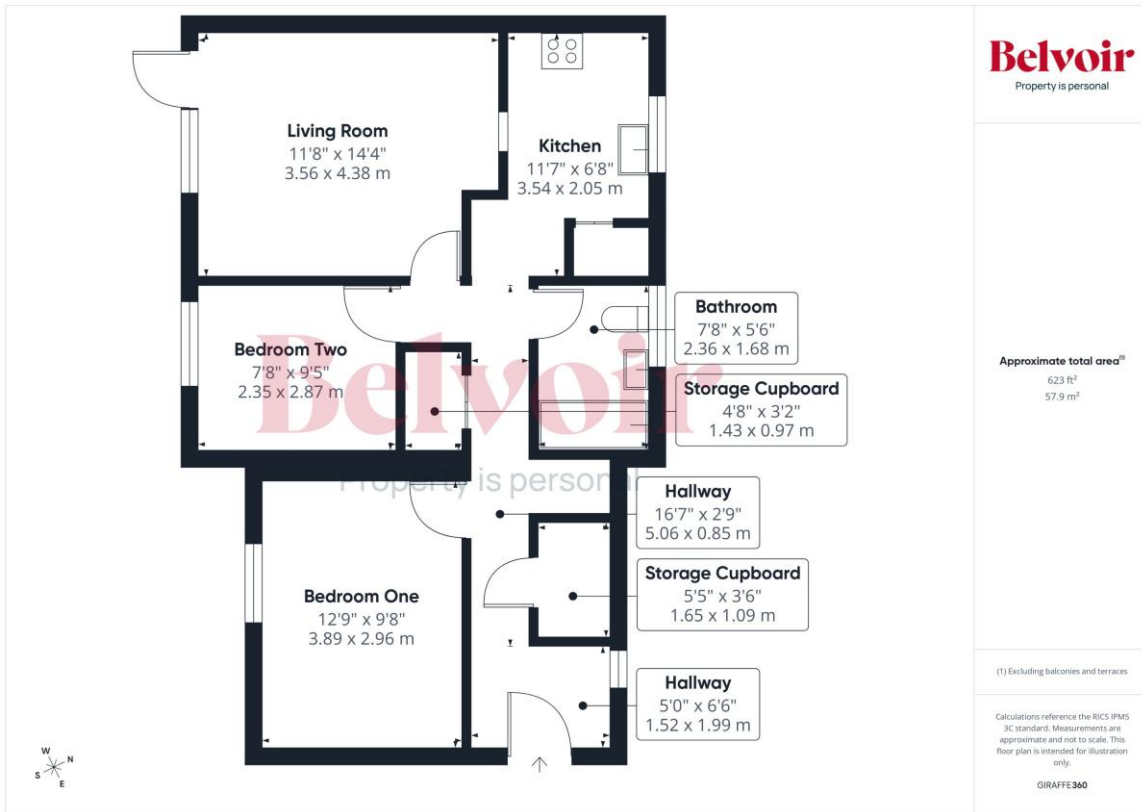 Living Room
11'8" x 14'4"
3.56 x 4.38 m
Kitchen
11'7" x 6'8"
3.54 x 2.05 m
Bedroom Two
7'8" x 9'5"
2.35 x 2.87 m
Bathroom
7'8" x 5'6"
2.36 x 1.68 m
Storage Cupboard
4'8" x 3'2"
1.43 x 0.97 m
Belvoir
Property is personal
Hallway
16'7" x 2'9"
5.06 x 0.85 m
Storage Cupboard
5'5" x 3'6"
1.65 x 1.09 m
Bedroom One
12'9" x 9'8"
3.89 x 2.96 m
Hallway
5'0" x 6'6"
1.52 x 1.99 m
W
N
S
E
Belvoir
Property is personal
Approximate total area(1)
623 ft²
57.9 m²
(1) Excluding balconies and terraces
Calculations reference the RICS IPMS
3C standard. Measurements are
approximate and not to scale. This
floor plan is intended for illustration
only.
GIRAFFE360